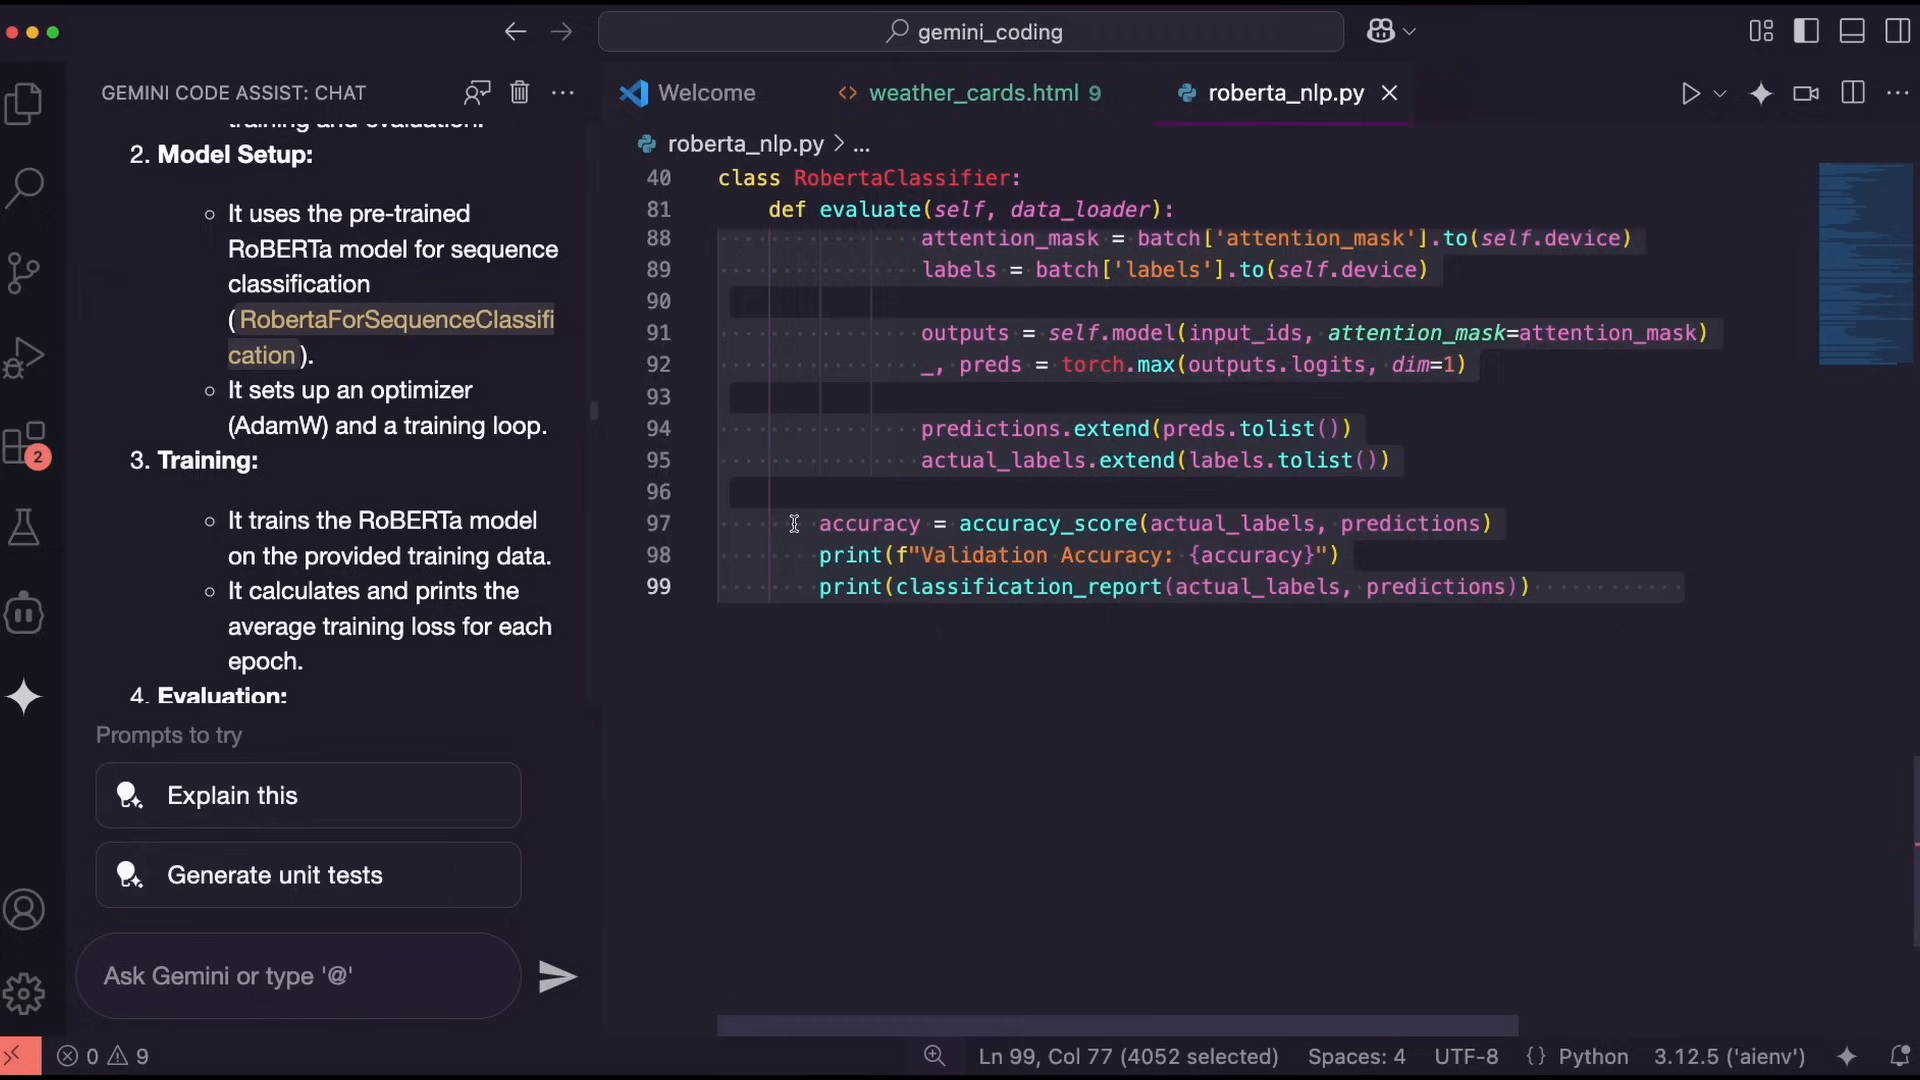 gemini_coding
GEMINI CODE ASSIST: CHAT
training and evaluation.
2. Model Setup:
It uses the pre-trained
RoBERTa model for sequence
classification
(RobertaForSequenceClassifi
cation).
It sets up an optimizer
(AdamW) and a training loop.
3. Training:
It trains the RoBERTa model
on the provided training data.
It calculates and prints the
average training loss for each
epoch.
4. Evaluation:
Prompts to try
Explain this
Generate unit tests
Ask Gemini or type '@'
2
Welcome
weather_cards.html 9
roberta_nlp.py
roberta_nlp.py > ...
40 class RobertaClassifier:
81 def evaluate(self, data_loader):
88 attention_mask = batch['attention_mask'].to(self.device)
89 labels = batch['labels'].to(self.device)
90
91 outputs = self.model(input_ids, attention_mask=attention_mask)
92 _, preds = torch.max(outputs.logits, dim=1)
93
94 predictions.extend(preds.tolist())
95 actual_labels.extend(labels.tolist())
96
97 accuracy = accuracy_score(actual_labels, predictions)
98 print(f"Validation Accuracy: {accuracy}")
99 print(classification_report(actual_labels, predictions))
0 9
Ln 99, Col 77 (4052 selected) Spaces: 4 UTF-8 {} Python 3.12.5 ('aienv')